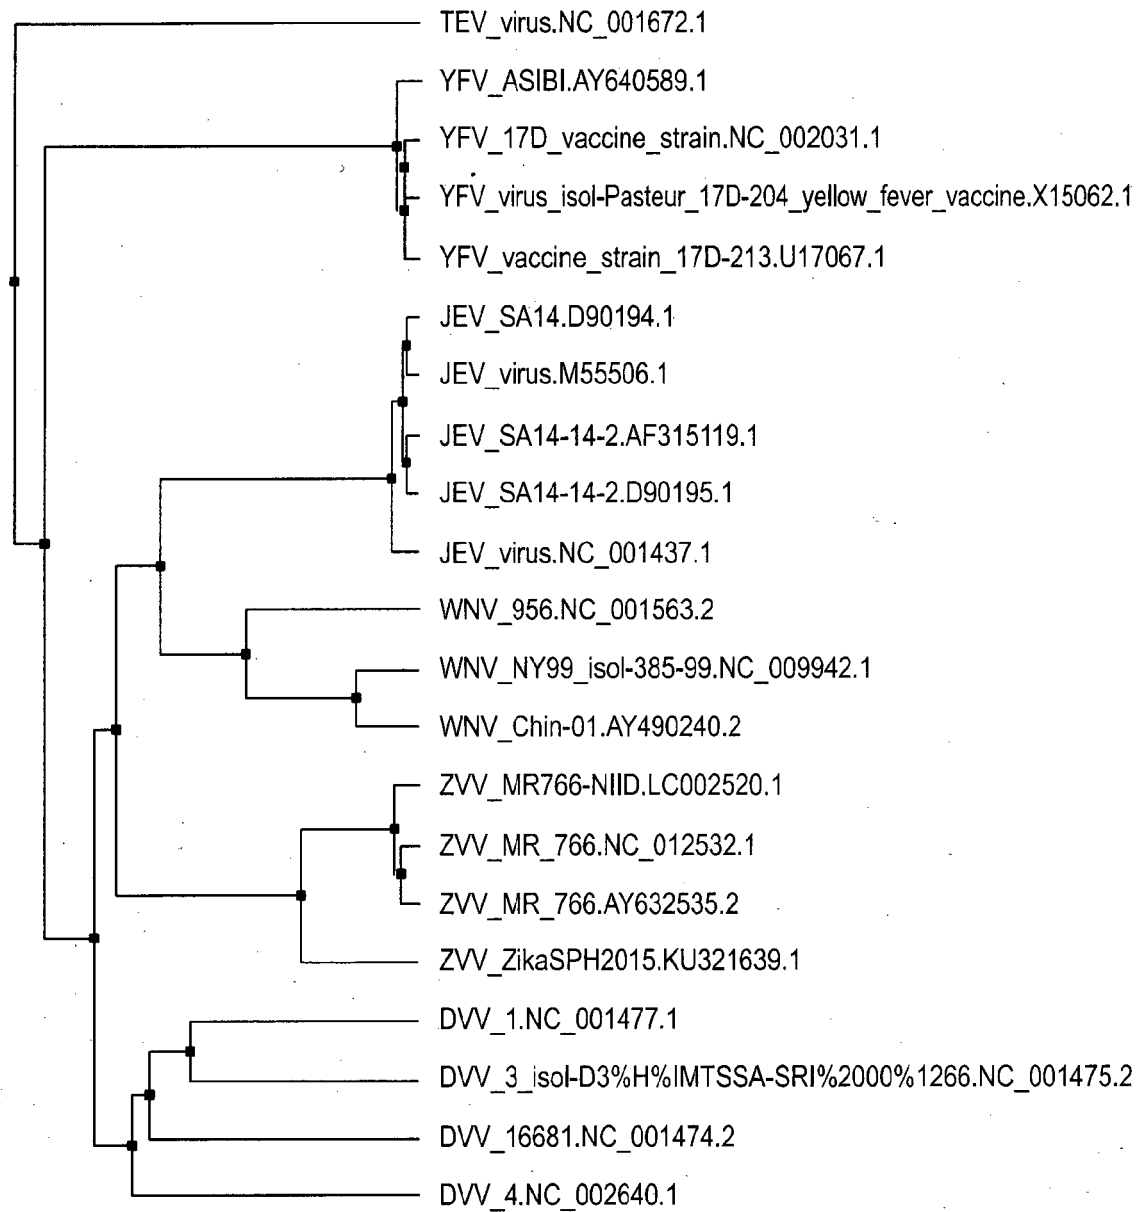 TEV_virus.NC_001672.1
YFV_ASIBI.AY640589.1
YFV_17D_vaccine_strain.NC_002031.1
YFV_virus_isol-Pasteur_17D-204_yellow_fever_vaccine.X15062.1
YFV_vaccine_strain_17D-213.U17067.1
JEV_SA14.D90194.1
JEV_virus.M55506.1
JEV_SA14-14-2.AF315119.1
JEV_SA14-14-2.D90195.1
JEV_virus.NC_001437.1
WNV_956.NC_001563.2
WNV_NY99_isol-385-99.NC_009942.1
WNV_Chin-01.AY490240.2
ZVV_MR766-NIID.LC002520.1
ZVV_MR_766.NC_012532.1
ZVV_MR_766.AY632535.2
ZVV_ZikaSPH2015.KU321639.1
DVV_1.NC_001477.1
DVV_3_isol-D3%H%IMTSSA-SRI%2000%1266.NC_001475.2
DVV_16681.NC_001474.2
DVV_4.NC_002640.1